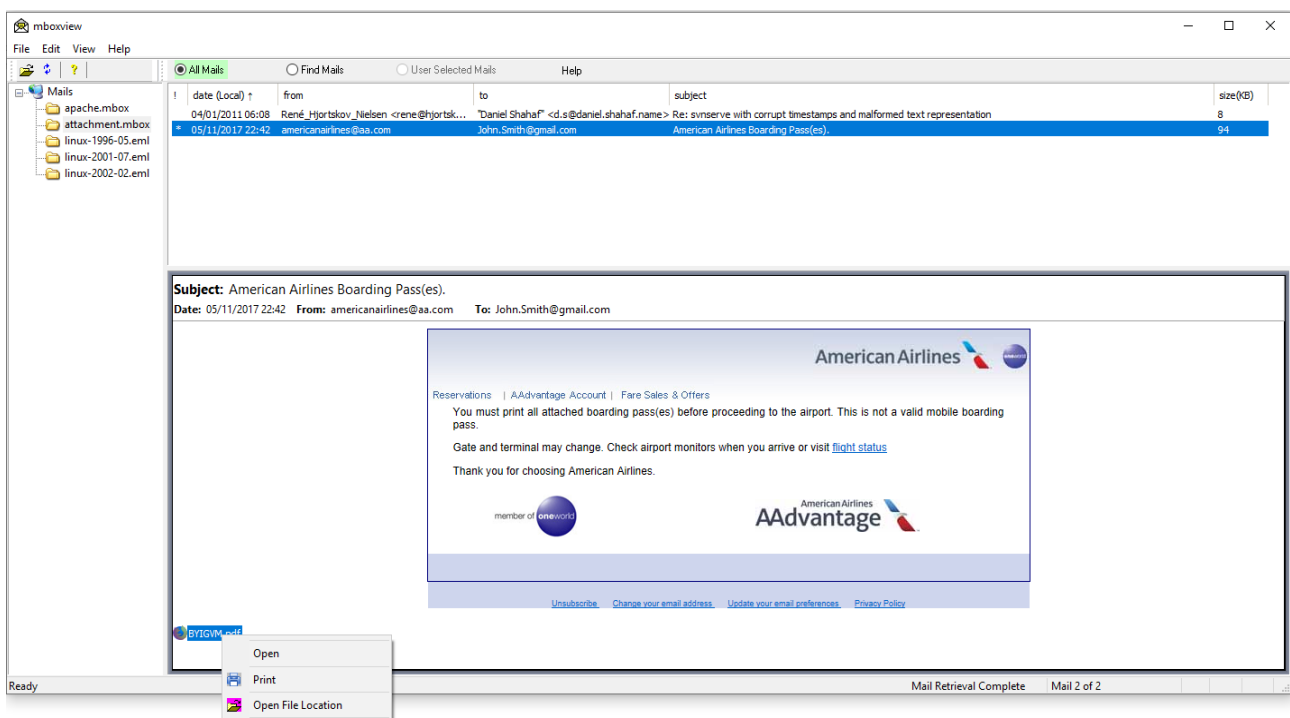 mboxview
File Edit View Help
All Mails Find Mails User Selected Mails Help
Mails
apache.mbox
attachment.mbox
linux-1996-05.eml
linux-2001-07.eml
linux-2002-02.eml
! date (Local) ↑ from to subject size(KB)
04/01/2011 06:08 René_Hjortskov_Nielsen <rene@hjortsk... "Daniel Shahaf" <d.s@daniel.shahaf.name> Re: svnserve with corrupt timestamps and malformed text representation 8
* 05/11/2017 22:42 americanairlines@aa.com John.Smith@gmail.com American Airlines Boarding Pass(es). 94
Subject: American Airlines Boarding Pass(es).
Date: 05/11/2017 22:42 From: americanairlines@aa.com To: John.Smith@gmail.com
American Airlines oneworld
Reservations | AAdvantage Account | Fare Sales & Offers
You must print all attached boarding pass(es) before proceeding to the airport. This is not a valid mobile boarding
pass.
Gate and terminal may change. Check airport monitors when you arrive or visit flight status
Thank you for choosing American Airlines.
member of oneworld
American Airlines
AAdvantage
Unsubscribe Change your email address Update your email preferences Privacy Policy
BYIGVM.pdf
Open
Print
Open File Location
Ready Mail Retrieval Complete Mail 2 of 2